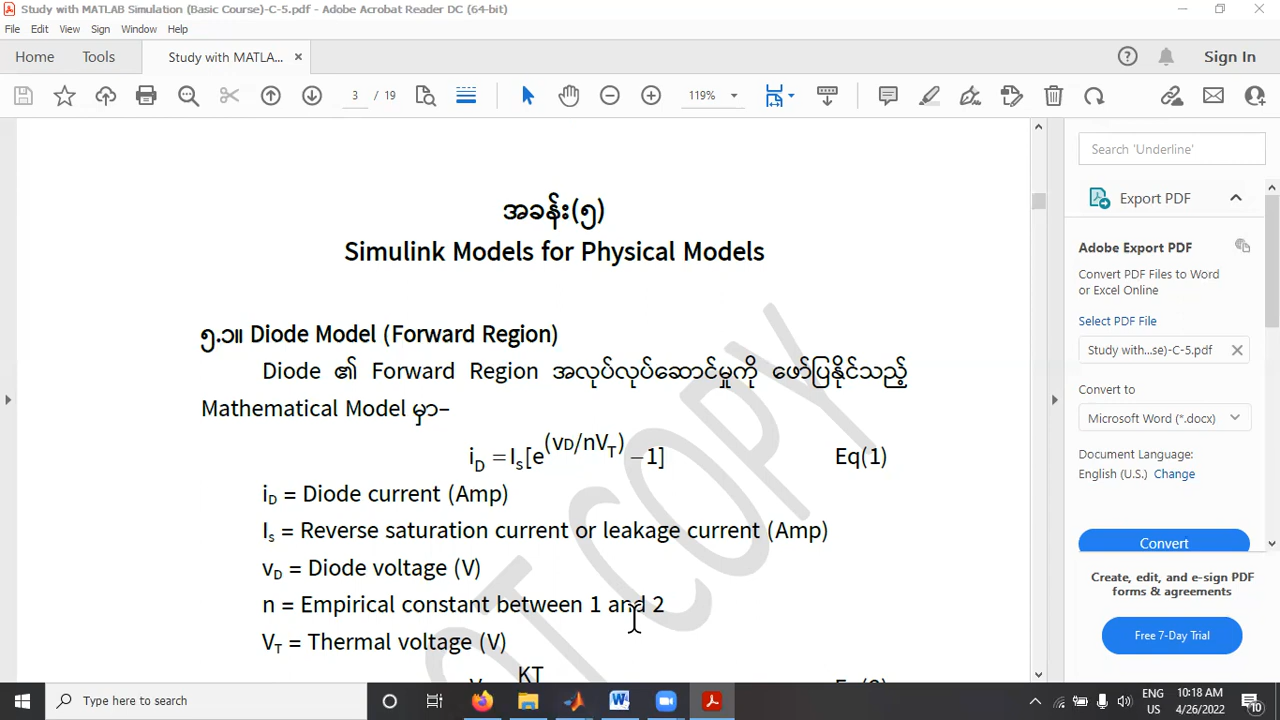 Study with MATLAB Simulation (Basic Course)-C-5.pdf - Adobe Acrobat Reader DC (64-bit)
File Edit View Sign Window Help
Home Tools Study with MATLA... Sign In
3 / 19 119%
Search 'Underline'
အခန်း(၅)
Simulink Models for Physical Models
၅.၁။ Diode Model (Forward Region)
Diode ၏ Forward Region အလုပ်လုပ်ဆောင်မှုကို ဖော်ပြနိုင်သည့်
Mathematical Model မှာ–
iD = Is[e(vD/nVT) –1] Eq(1)
iD = Diode current (Amp)
Is = Reverse saturation current or leakage current (Amp)
vD = Diode voltage (V)
n = Empirical constant between 1 and 2
VT = Thermal voltage (V)
KT
OT COPY
Export PDF
Adobe Export PDF
Convert PDF Files to Word
or Excel Online
Select PDF File
Study with...se)-C-5.pdf
Convert to
Microsoft Word (*.docx)
Document Language:
English (U.S.) Change
Convert
Create, edit, and e-sign PDF
forms & agreements
Free 7-Day Trial
Type here to search
ENG
US
10:18 AM
4/26/2022
10